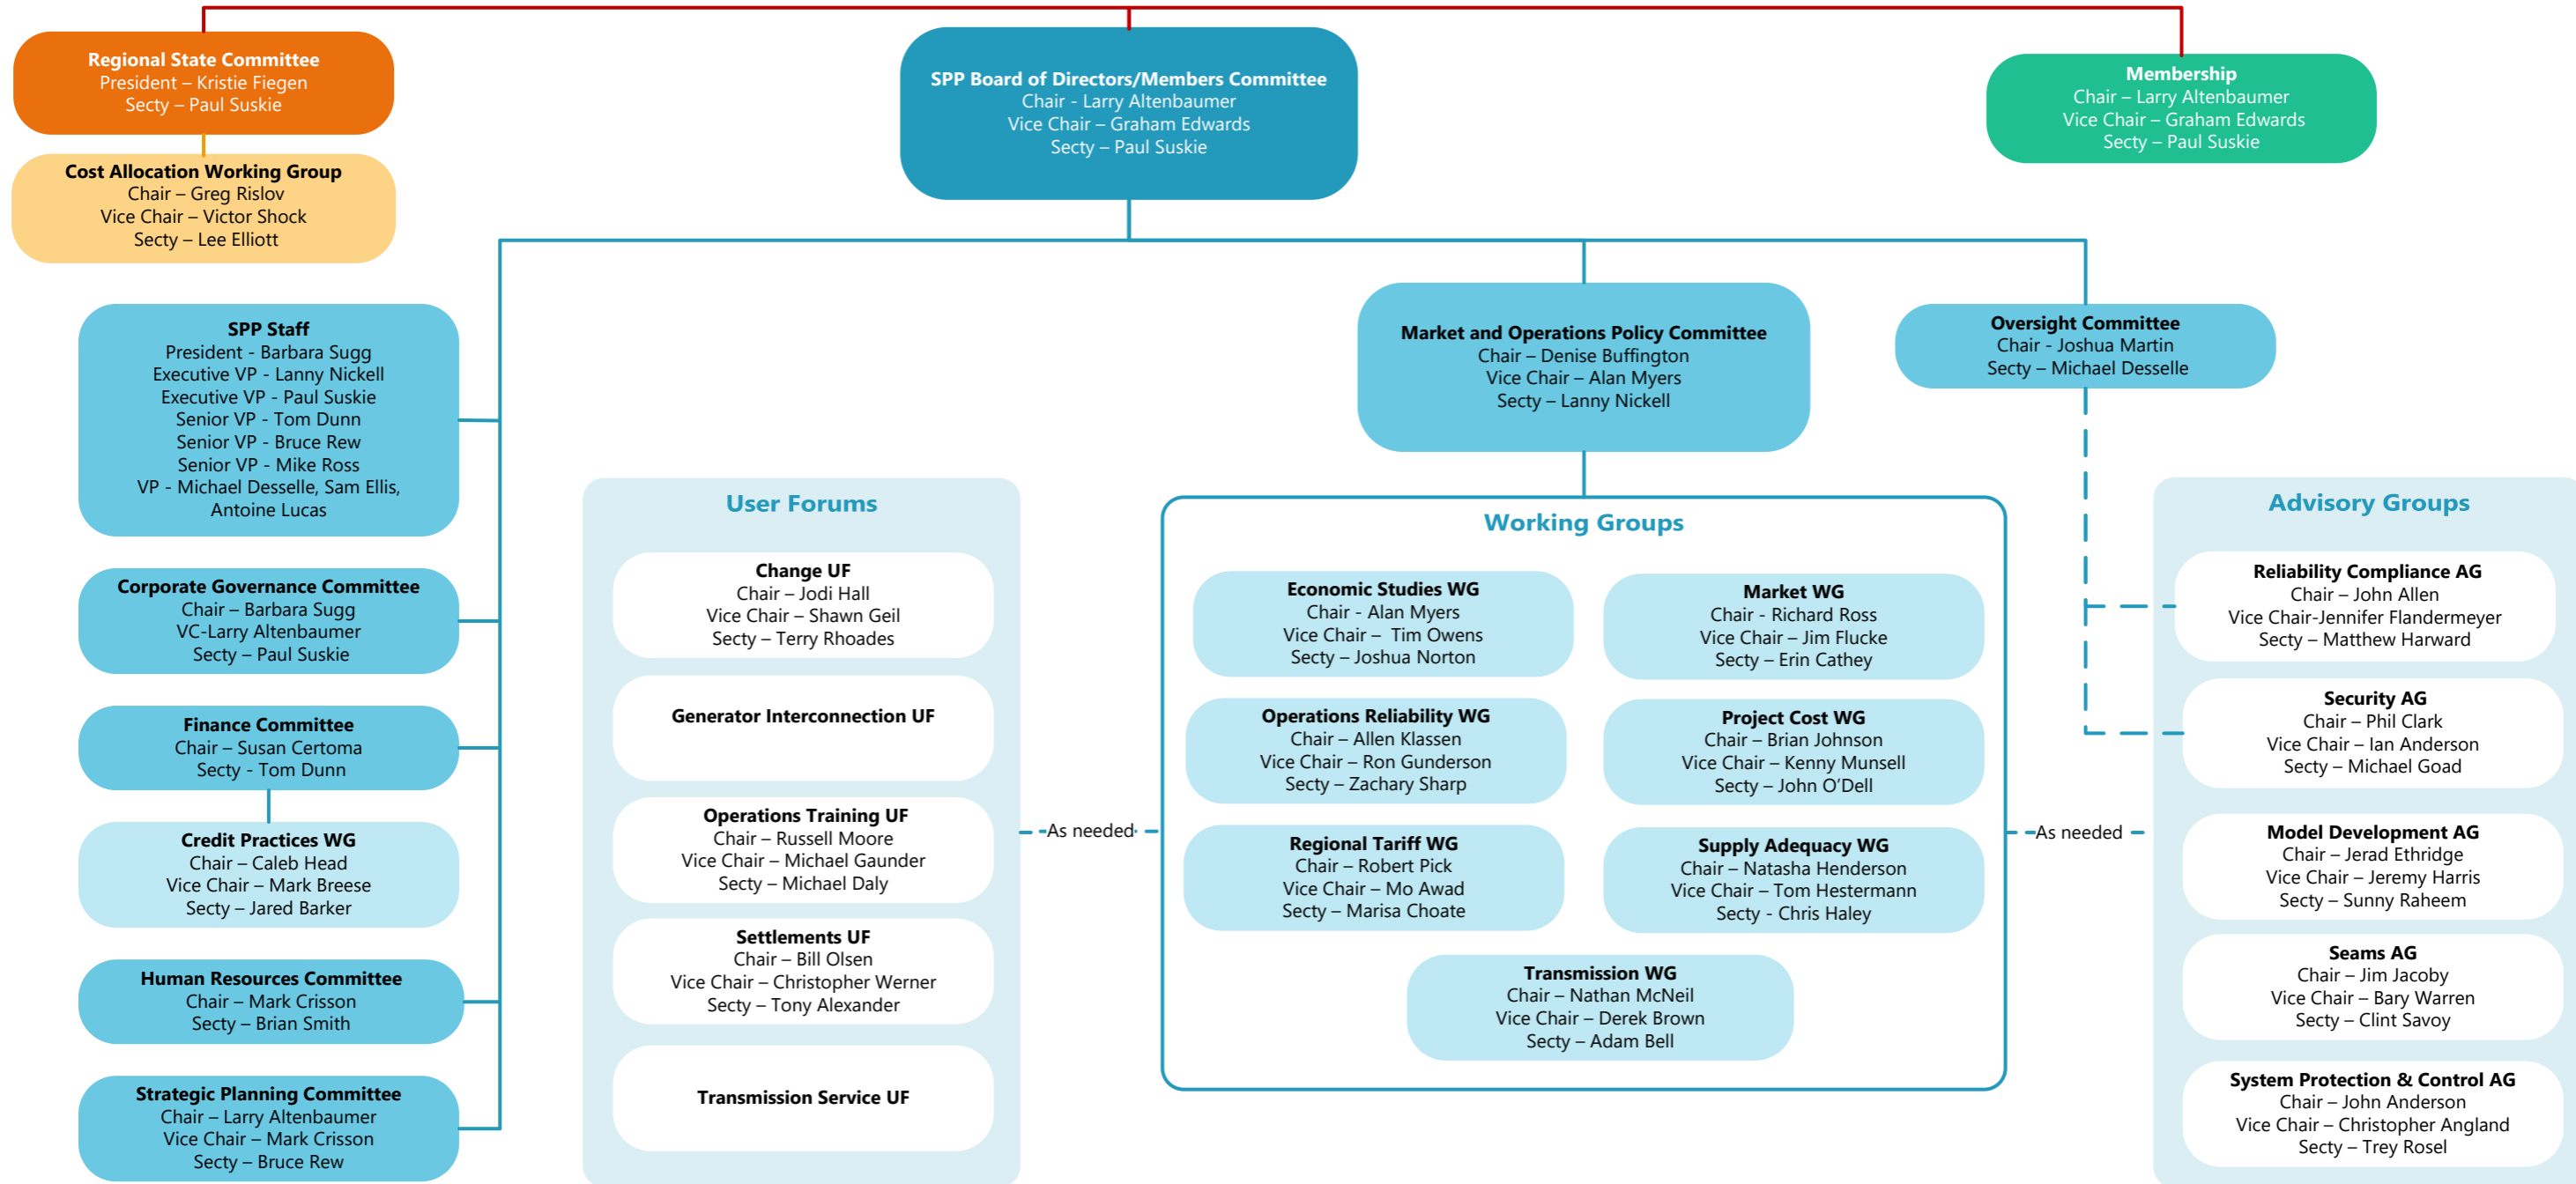 Regional State Committee
President – Kristie Fiegen
Secty – Paul Suskie
SPP Board of Directors/Members Committee
Chair - Larry Altenbaumer
Vice Chair – Graham Edwards
Secty – Paul Suskie
Membership
Chair – Larry Altenbaumer
Vice Chair – Graham Edwards
Secty – Paul Suskie
Cost Allocation Working Group
Chair – Greg Rislov
Vice Chair – Victor Shock
Secty – Lee Elliott
SPP Staff
President - Barbara Sugg
Executive VP - Lanny Nickell
Executive VP - Paul Suskie
Senior VP - Tom Dunn
Senior VP - Bruce Rew
Senior VP - Mike Ross
VP - Michael Desselle, Sam Ellis,
Antoine Lucas
Market and Operations Policy Committee
Chair – Denise Buffington
Vice Chair – Alan Myers
Secty – Lanny Nickell
Oversight Committee
Chair - Joshua Martin
Secty – Michael Desselle
Corporate Governance Committee
Chair – Barbara Sugg
VC-Larry Altenbaumer
Secty – Paul Suskie
Finance Committee
Chair – Susan Certoma
Secty - Tom Dunn
Credit Practices WG
Chair – Caleb Head
Vice Chair – Mark Breese
Secty – Jared Barker
Human Resources Committee
Chair – Mark Crisson
Secty – Brian Smith
Strategic Planning Committee
Chair – Larry Altenbaumer
Vice Chair – Mark Crisson
Secty – Bruce Rew
User Forums
Change UF
Chair – Jodi Hall
Vice Chair – Shawn Geil
Secty – Terry Rhoades
Generator Interconnection UF
Operations Training UF
Chair – Russell Moore
Vice Chair – Michael Gaunder
Secty – Michael Daly
Settlements UF
Chair – Bill Olsen
Vice Chair – Christopher Werner
Secty – Tony Alexander
Transmission Service UF
As needed
Working Groups
Economic Studies WG
Chair - Alan Myers
Vice Chair –  Tim Owens
Secty – Joshua Norton
Market WG
Chair - Richard Ross
Vice Chair – Jim Flucke
Secty – Erin Cathey
Operations Reliability WG
Chair – Allen Klassen
Vice Chair – Ron Gunderson
Secty – Zachary Sharp
Project Cost WG
Chair – Brian Johnson
Vice Chair – Kenny Munsell
Secty – John O’Dell
Regional Tariff WG
Chair – Robert Pick
Vice Chair – Mo Awad
Secty – Marisa Choate
Supply Adequacy WG
Chair – Natasha Henderson
Vice Chair – Tom Hestermann
Secty - Chris Haley
Transmission WG
Chair – Nathan McNeil
Vice Chair – Derek Brown
Secty – Adam Bell
As needed
Advisory Groups
Reliability Compliance AG
Chair – John Allen
Vice Chair-Jennifer Flandermeyer
Secty – Matthew Harward
Security AG
Chair – Phil Clark
Vice Chair – Ian Anderson
Secty – Michael Goad
Model Development AG
Chair – Jerad Ethridge
Vice Chair – Jeremy Harris
Secty – Sunny Raheem
Seams AG
Chair – Jim Jacoby
Vice Chair – Bary Warren
Secty – Clint Savoy
System Protection & Control AG
Chair – John Anderson
Vice Chair – Christopher Angland
Secty – Trey Rosel